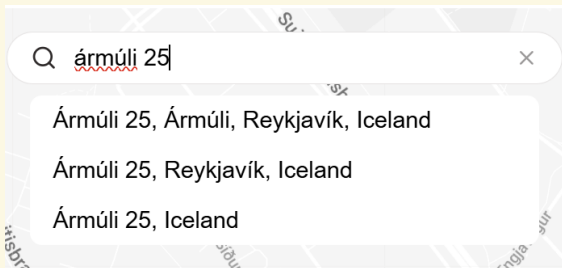 ármúli 25
Ármúli 25, Ármúli, Reykjavík, Iceland
Ármúli 25, Reykjavík, Iceland
Ármúli 25, Iceland